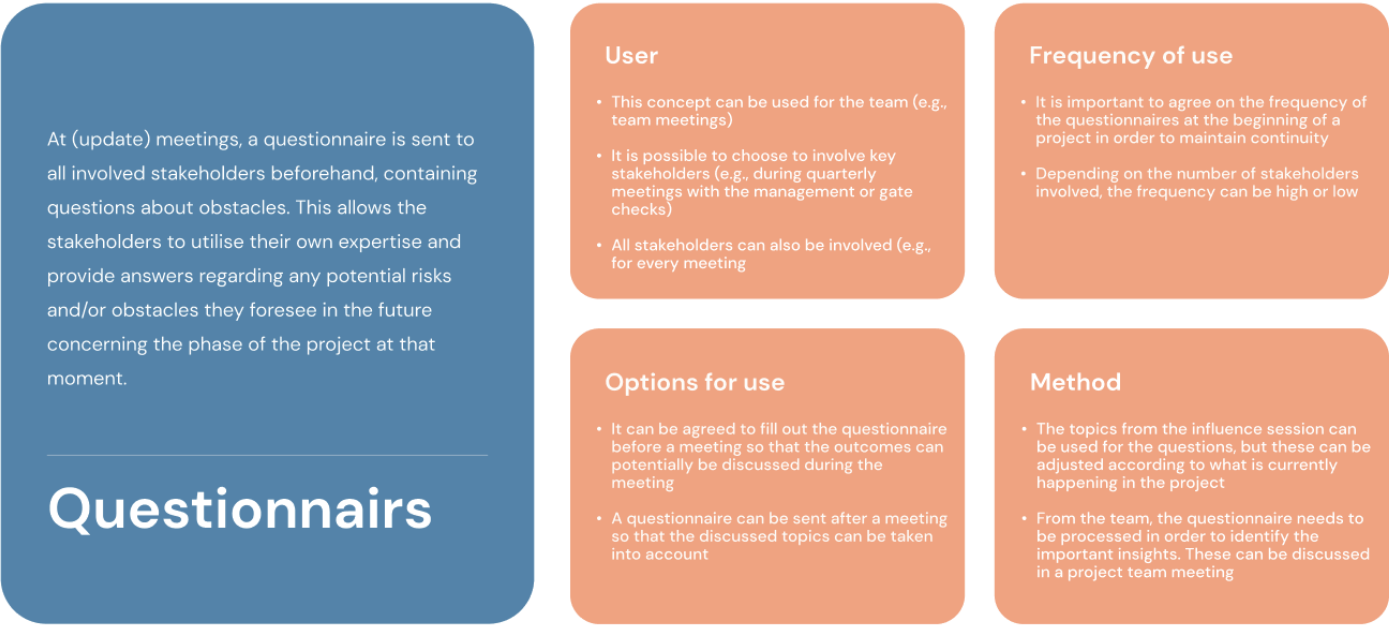 At (update) meetings, a questionnaire is sent to
all involved stakeholders beforehand, containing
questions about obstacles. This allows the
stakeholders to utilise their own expertise and
provide answers regarding any potential risks
and/or obstacles they foresee in the future
concerning the phase of the project at that
moment.
Questionnairs
User
• This concept can be used for the team (e.g.,
team meetings)
• It is possible to choose to involve key
stakeholders (e.g., during quarterly
meetings with the management or gate
checks)
• All stakeholders can also be involved (e.g.,
for every meeting
Frequency of use
• It is important to agree on the frequency of
the questionnaires at the beginning of a
project in order to maintain continuity
• Depending on the number of stakeholders
involved, the frequency can be high or low
Options for use
• It can be agreed to fill out the questionnaire
before a meeting so that the outcomes can
potentially be discussed during the
meeting
• A questionnaire can be sent after a meeting
so that the discussed topics can be taken
into account
Method
• The topics from the influence session can
be used for the questions, but these can be
adjusted according to what is currently
happening in the project
• From the team, the questionnaire needs to
be processed in order to identify the
important insights. These can be discussed
in a project team meeting